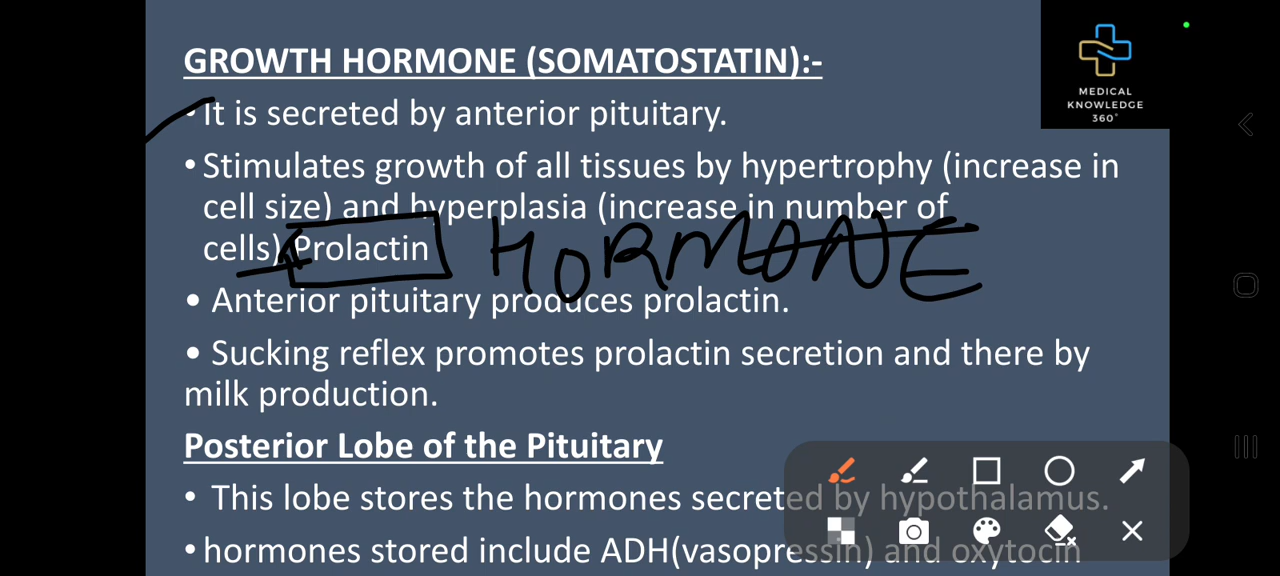 GROWTH HORMONE (SOMATOSTATIN):-
• It is secreted by anterior pituitary.
• Stimulates growth of all tissues by hypertrophy (increase in
cell size) and hyperplasia (increase in number of
cells) Prolactin HORMONE
• Anterior pituitary produces prolactin.
• Sucking reflex promotes prolactin secretion and there by
milk production.
Posterior Lobe of the Pituitary
• This lobe stores the hormones secreted by hypothalamus.
• hormones stored include ADH(vasopressin) and oxytocin
MEDICAL
KNOWLEDGE
360°